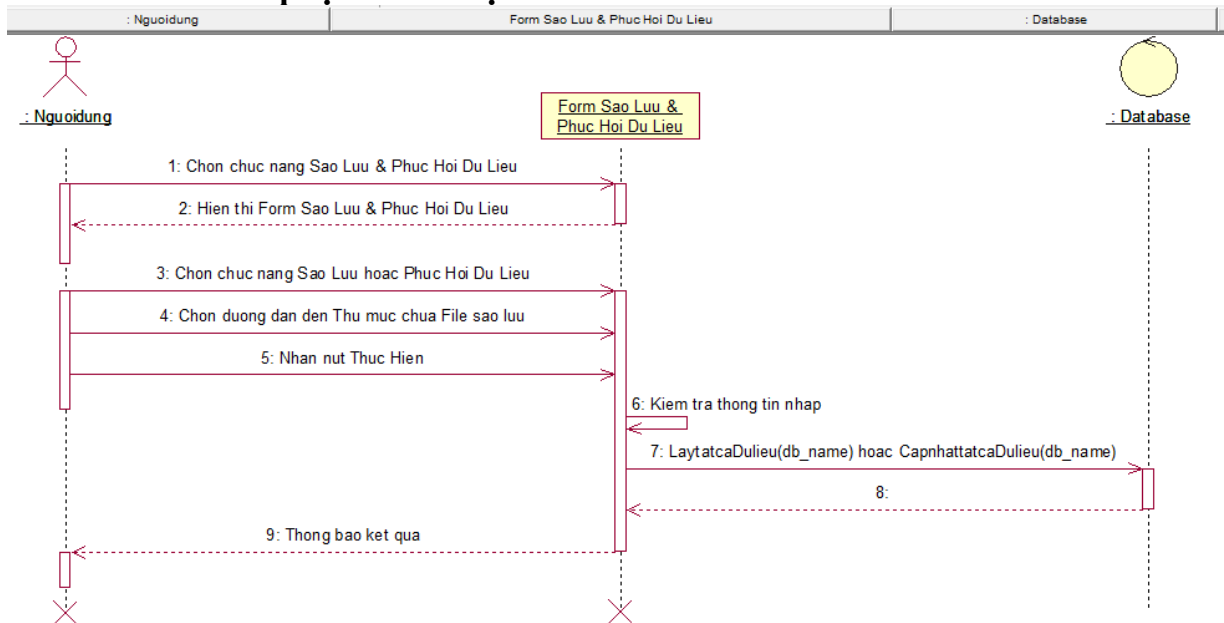 : Nguoidung
Form Sao Luu & Phuc Hoi Du Lieu
: Database
: Nguoidung
Form Sao Luu &
Phuc Hoi Du Lieu
: Database
1: Chon chuc nang Sao Luu & Phuc Hoi Du Lieu
2: Hien thi Form Sao Luu & Phuc Hoi Du Lieu
3: Chon chuc nang Sao Luu hoac Phuc Hoi Du Lieu
4: Chon duong dan den Thu muc chua File sao luu
5: Nhan nut Thuc Hien
6: Kiem tra thong tin nhap
7: LaytatcaDulieu(db_name) hoac CapnhattatcaDulieu(db_name)
8:
9: Thong bao ket qua